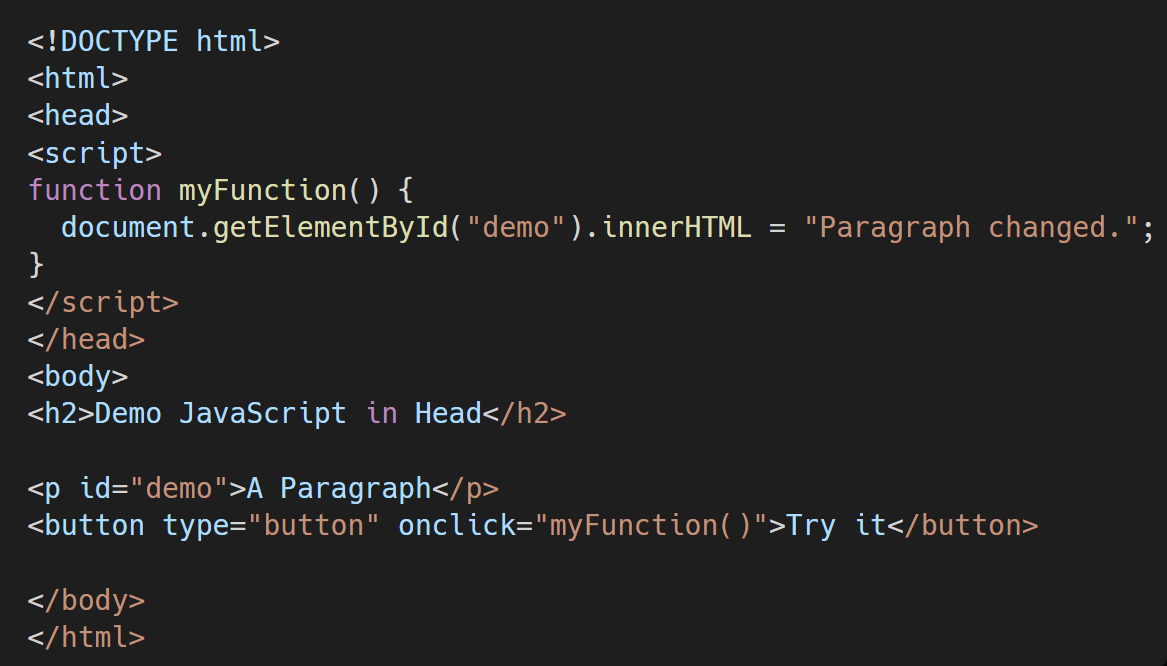 <!DOCTYPE html>
<html>
<head>
<script>
function myFunction() {
  document.getElementById("demo").innerHTML = "Paragraph changed.";
}
</script>
</head>
<body>
<h2>Demo JavaScript in Head</h2>

<p id="demo">A Paragraph</p>
<button type="button" onclick="myFunction()">Try it</button>

</body>
</html>